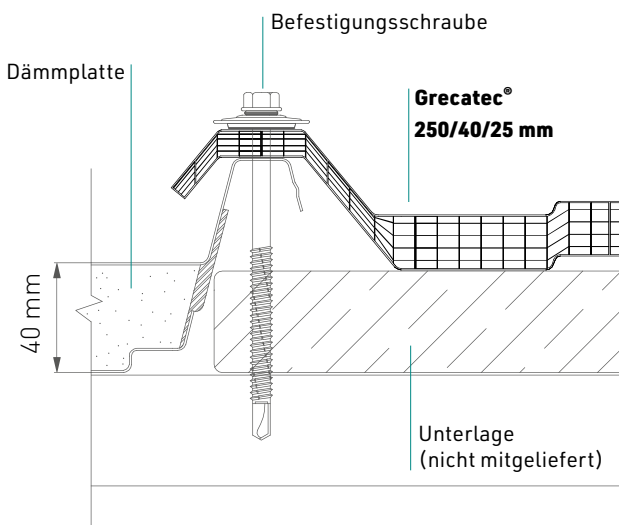 Befestigungsschraube
Dämmplatte
Grecatec®
250/40/25 mm
40 mm
Unterlage
(nicht mitgeliefert)